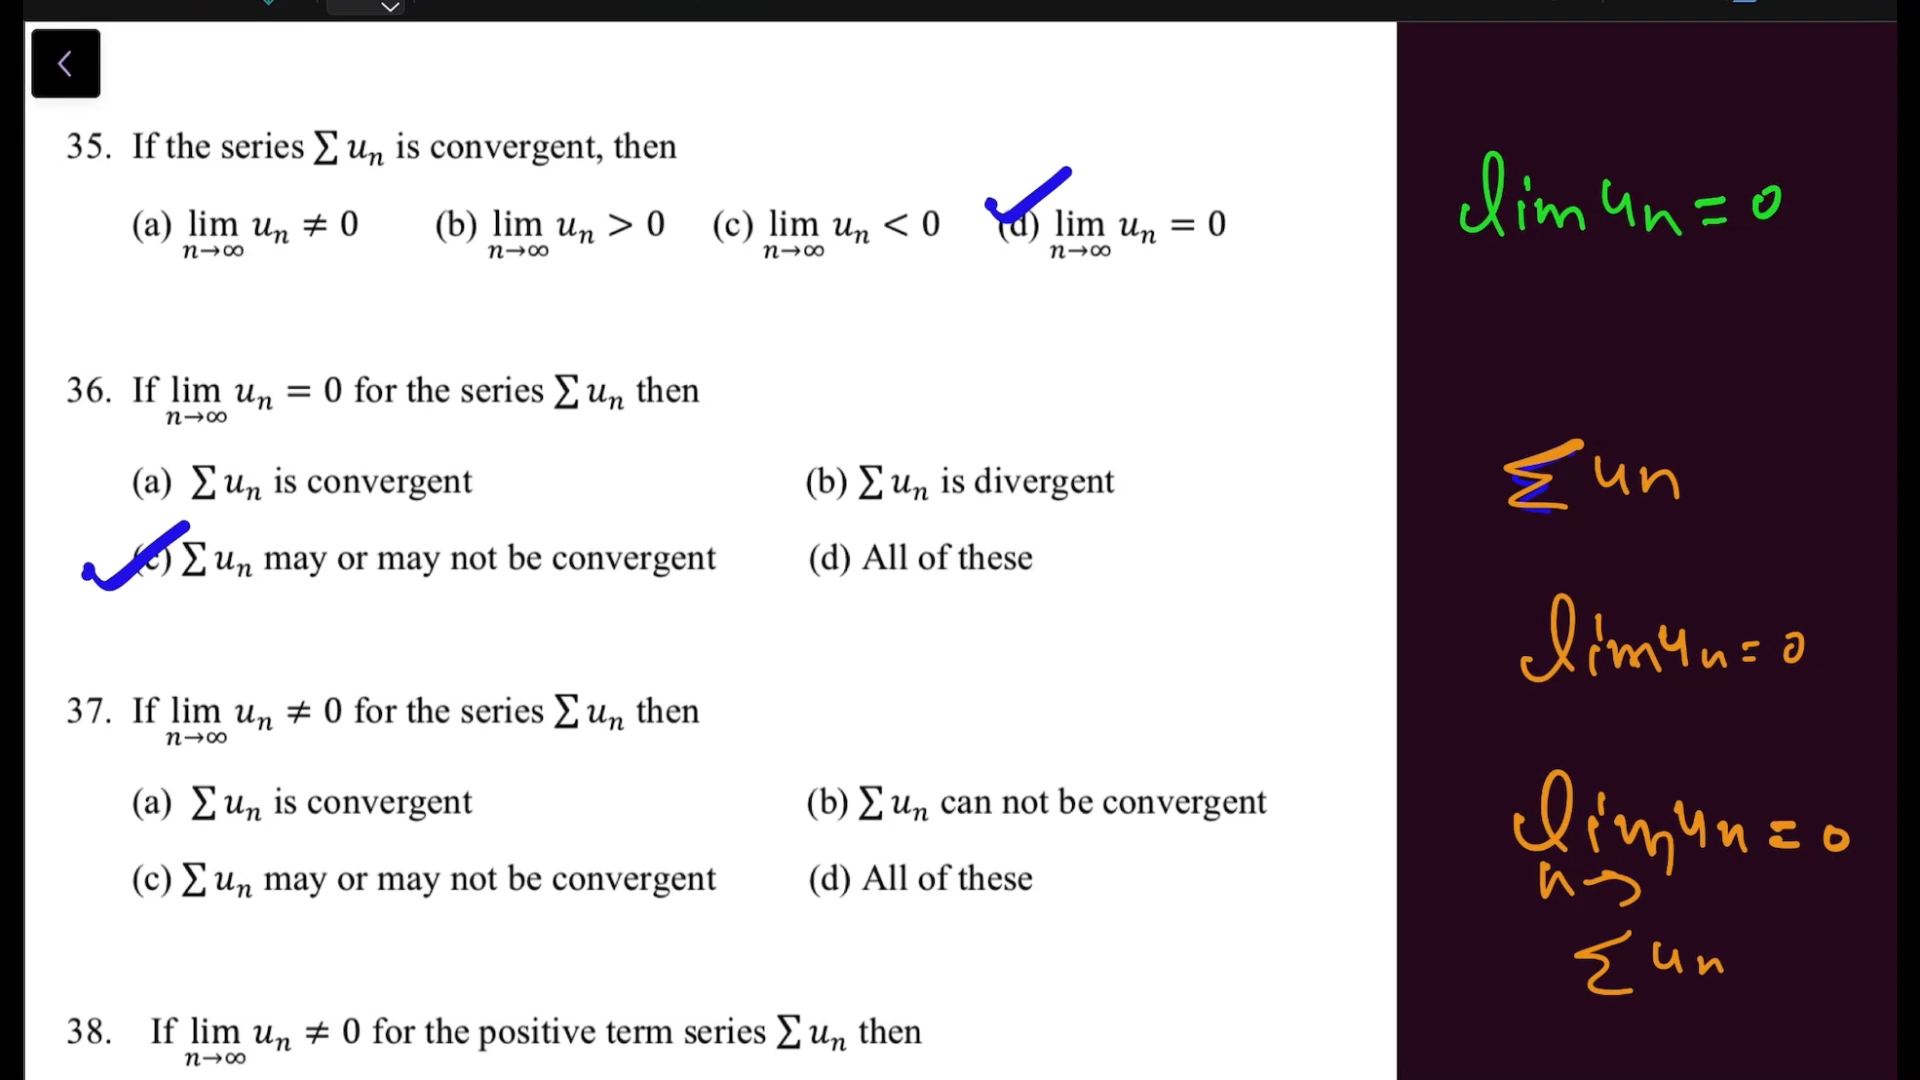 35. If the series ∑ uₙ is convergent, then
(a) lim n→∞ uₙ ≠ 0 (b) lim n→∞ uₙ > 0 (c) lim n→∞ uₙ < 0 (d) lim n→∞ uₙ = 0
lim uₙ = 0
36. If lim n→∞ uₙ = 0 for the series ∑ uₙ then
(a) ∑ uₙ is convergent (b) ∑ uₙ is divergent
∑ un
(c) ∑ uₙ may or may not be convergent (d) All of these
lim uₙ = 0
37. If lim n→∞ uₙ ≠ 0 for the series ∑ uₙ then
(a) ∑ uₙ is convergent (b) ∑ uₙ can not be convergent
lim un = 0
n→
(c) ∑ uₙ may or may not be convergent (d) All of these
∑ un
38. If lim n→∞ uₙ ≠ 0 for the positive term series ∑ uₙ then